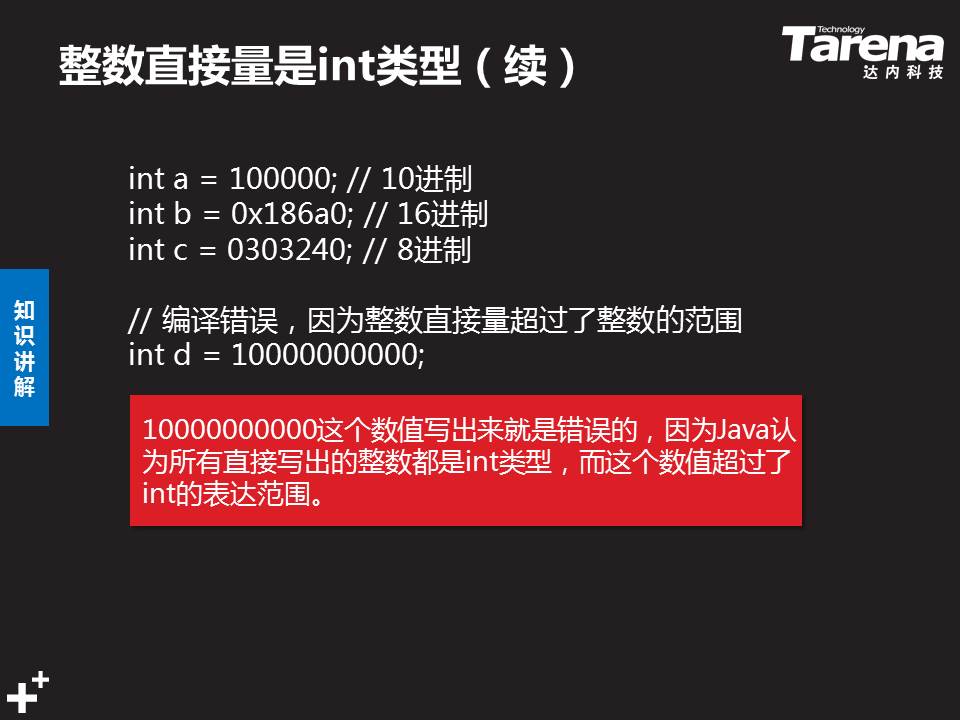 整数直接量是int类型（续）
Technology
Tarena
达内科技
int a = 100000; // 10进制
int b = 0x186a0; // 16进制
int c = 0303240; // 8进制
// 编译错误，因为整数直接量超过了整数的范围
int d = 10000000000;
知
识
讲
解
10000000000这个数值写出来就是错误的，因为Java认
为所有直接写出的整数都是int类型，而这个数值超过了
int的表达范围。